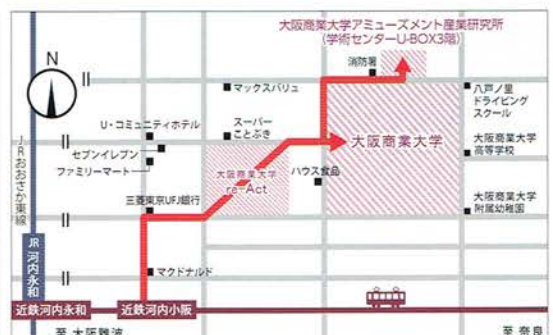 大阪商業大学アミューズメント産業研究所
(学術センターU-BOX3階)
N
消防署
マックスバリュ
八戸ノ里
ドライビング
スクール
U・コミュニティホテル
スーパー
ことぶき
セブンイレブン
ファミリーマート
大阪商業大学
大阪商業大学
高等学校
JRおおさか東線
大阪商業大学
re-Act
ハウス食品
三菱東京UFJ銀行
大阪商業大学
附属幼稚園
JR
河内永和
マクドナルド
近鉄河内永和
近鉄河内小阪
至 大阪難波
至 奈良